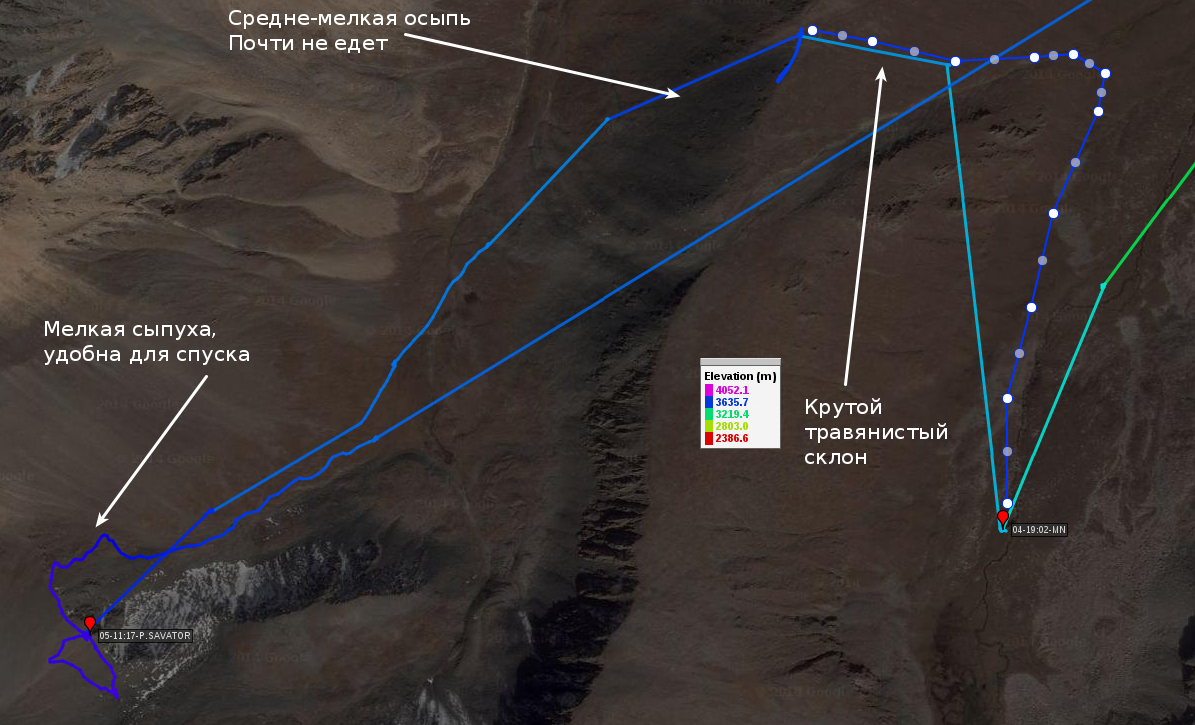 Средне-мелкая осыпь
Почти не едет
Мелкая сыпуха,
удобна для спуска
Elevation (m)
4052.1
3635.7
3219.4
2803.0
2386.6
Крутой
травянистый
склон
04-19:02-MN
05-11:17-P.SAVATOR